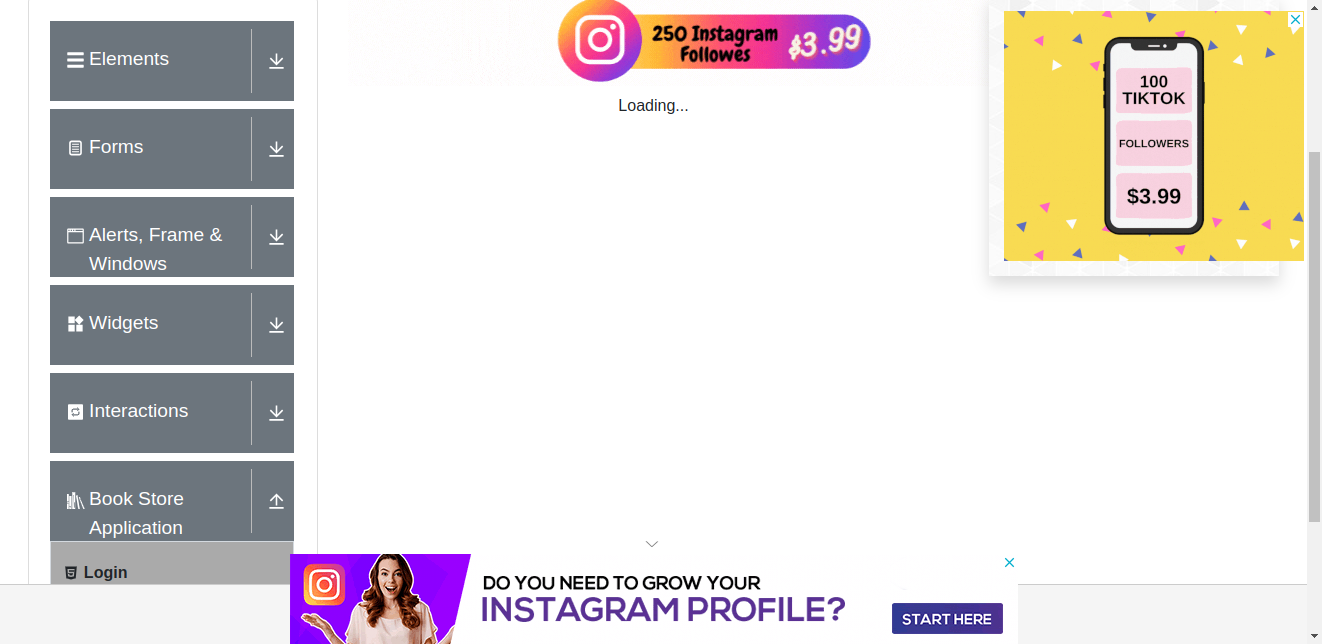 Elements
Forms
Alerts, Frame &
Windows
Widgets
Interactions
Book Store
Application
Login
250 Instagram
Followes
$3.99
Loading...
100
TIKTOK
FOLLOWERS
$3.99
DO YOU NEED TO GROW YOUR
INSTAGRAM PROFILE?
START HERE